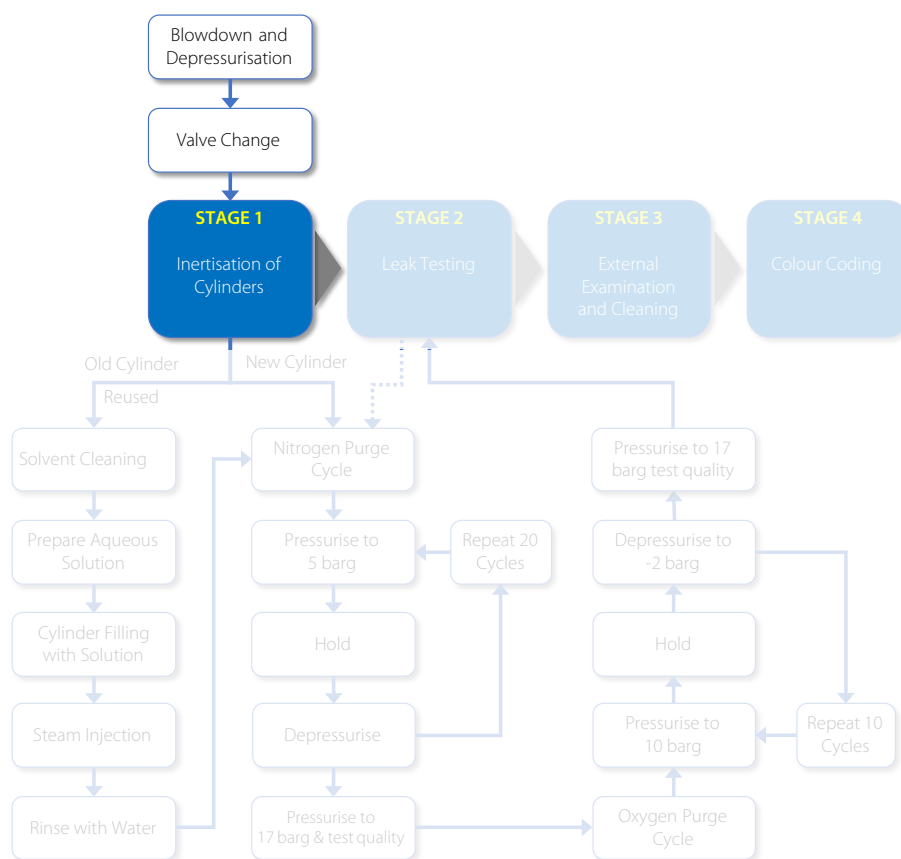 Blowdown and
Depressurisation
Valve Change
STAGE 1
Inertisation of
Cylinders
STAGE 2
Leak Testing
STAGE 3
External
Examination
and Cleaning
STAGE 4
Colour Coding
Old Cylinder
New Cylinder
Reused
Solvent Cleaning
Prepare Aqueous
Solution
Cylinder Filling
with Solution
Steam Injection
Rinse with Water
Nitrogen Purge
Cycle
Pressurise to
5 barg
Repeat 20
Cycles
Hold
Depressurise
Pressurise to
17 barg & test quality
Pressurise to 17
barg test quality
Depressurise to
-2 barg
Hold
Pressurise to
10 barg
Repeat 10
Cycles
Oxygen Purge
Cycle